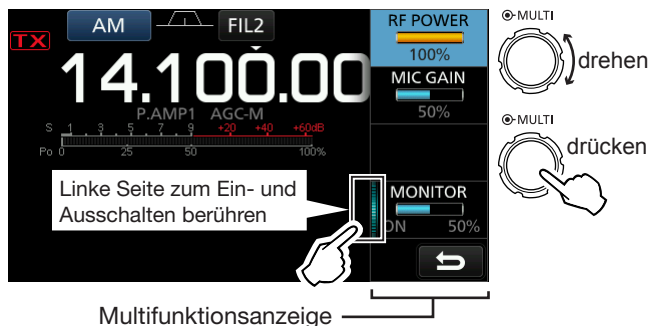 AM FIL2
TX
14.100.00
P.AMP1 AGC-M
S 1 3 5 7 9 +20 +40 +60dB
Po 0 25 50 100%
Linke Seite zum Ein- und
Ausschalten berühren
RF POWER
100%
MIC GAIN
50%
MONITOR
ON 50%
MULTI
drehen
MULTI
drücken
Multifunktionsanzeige